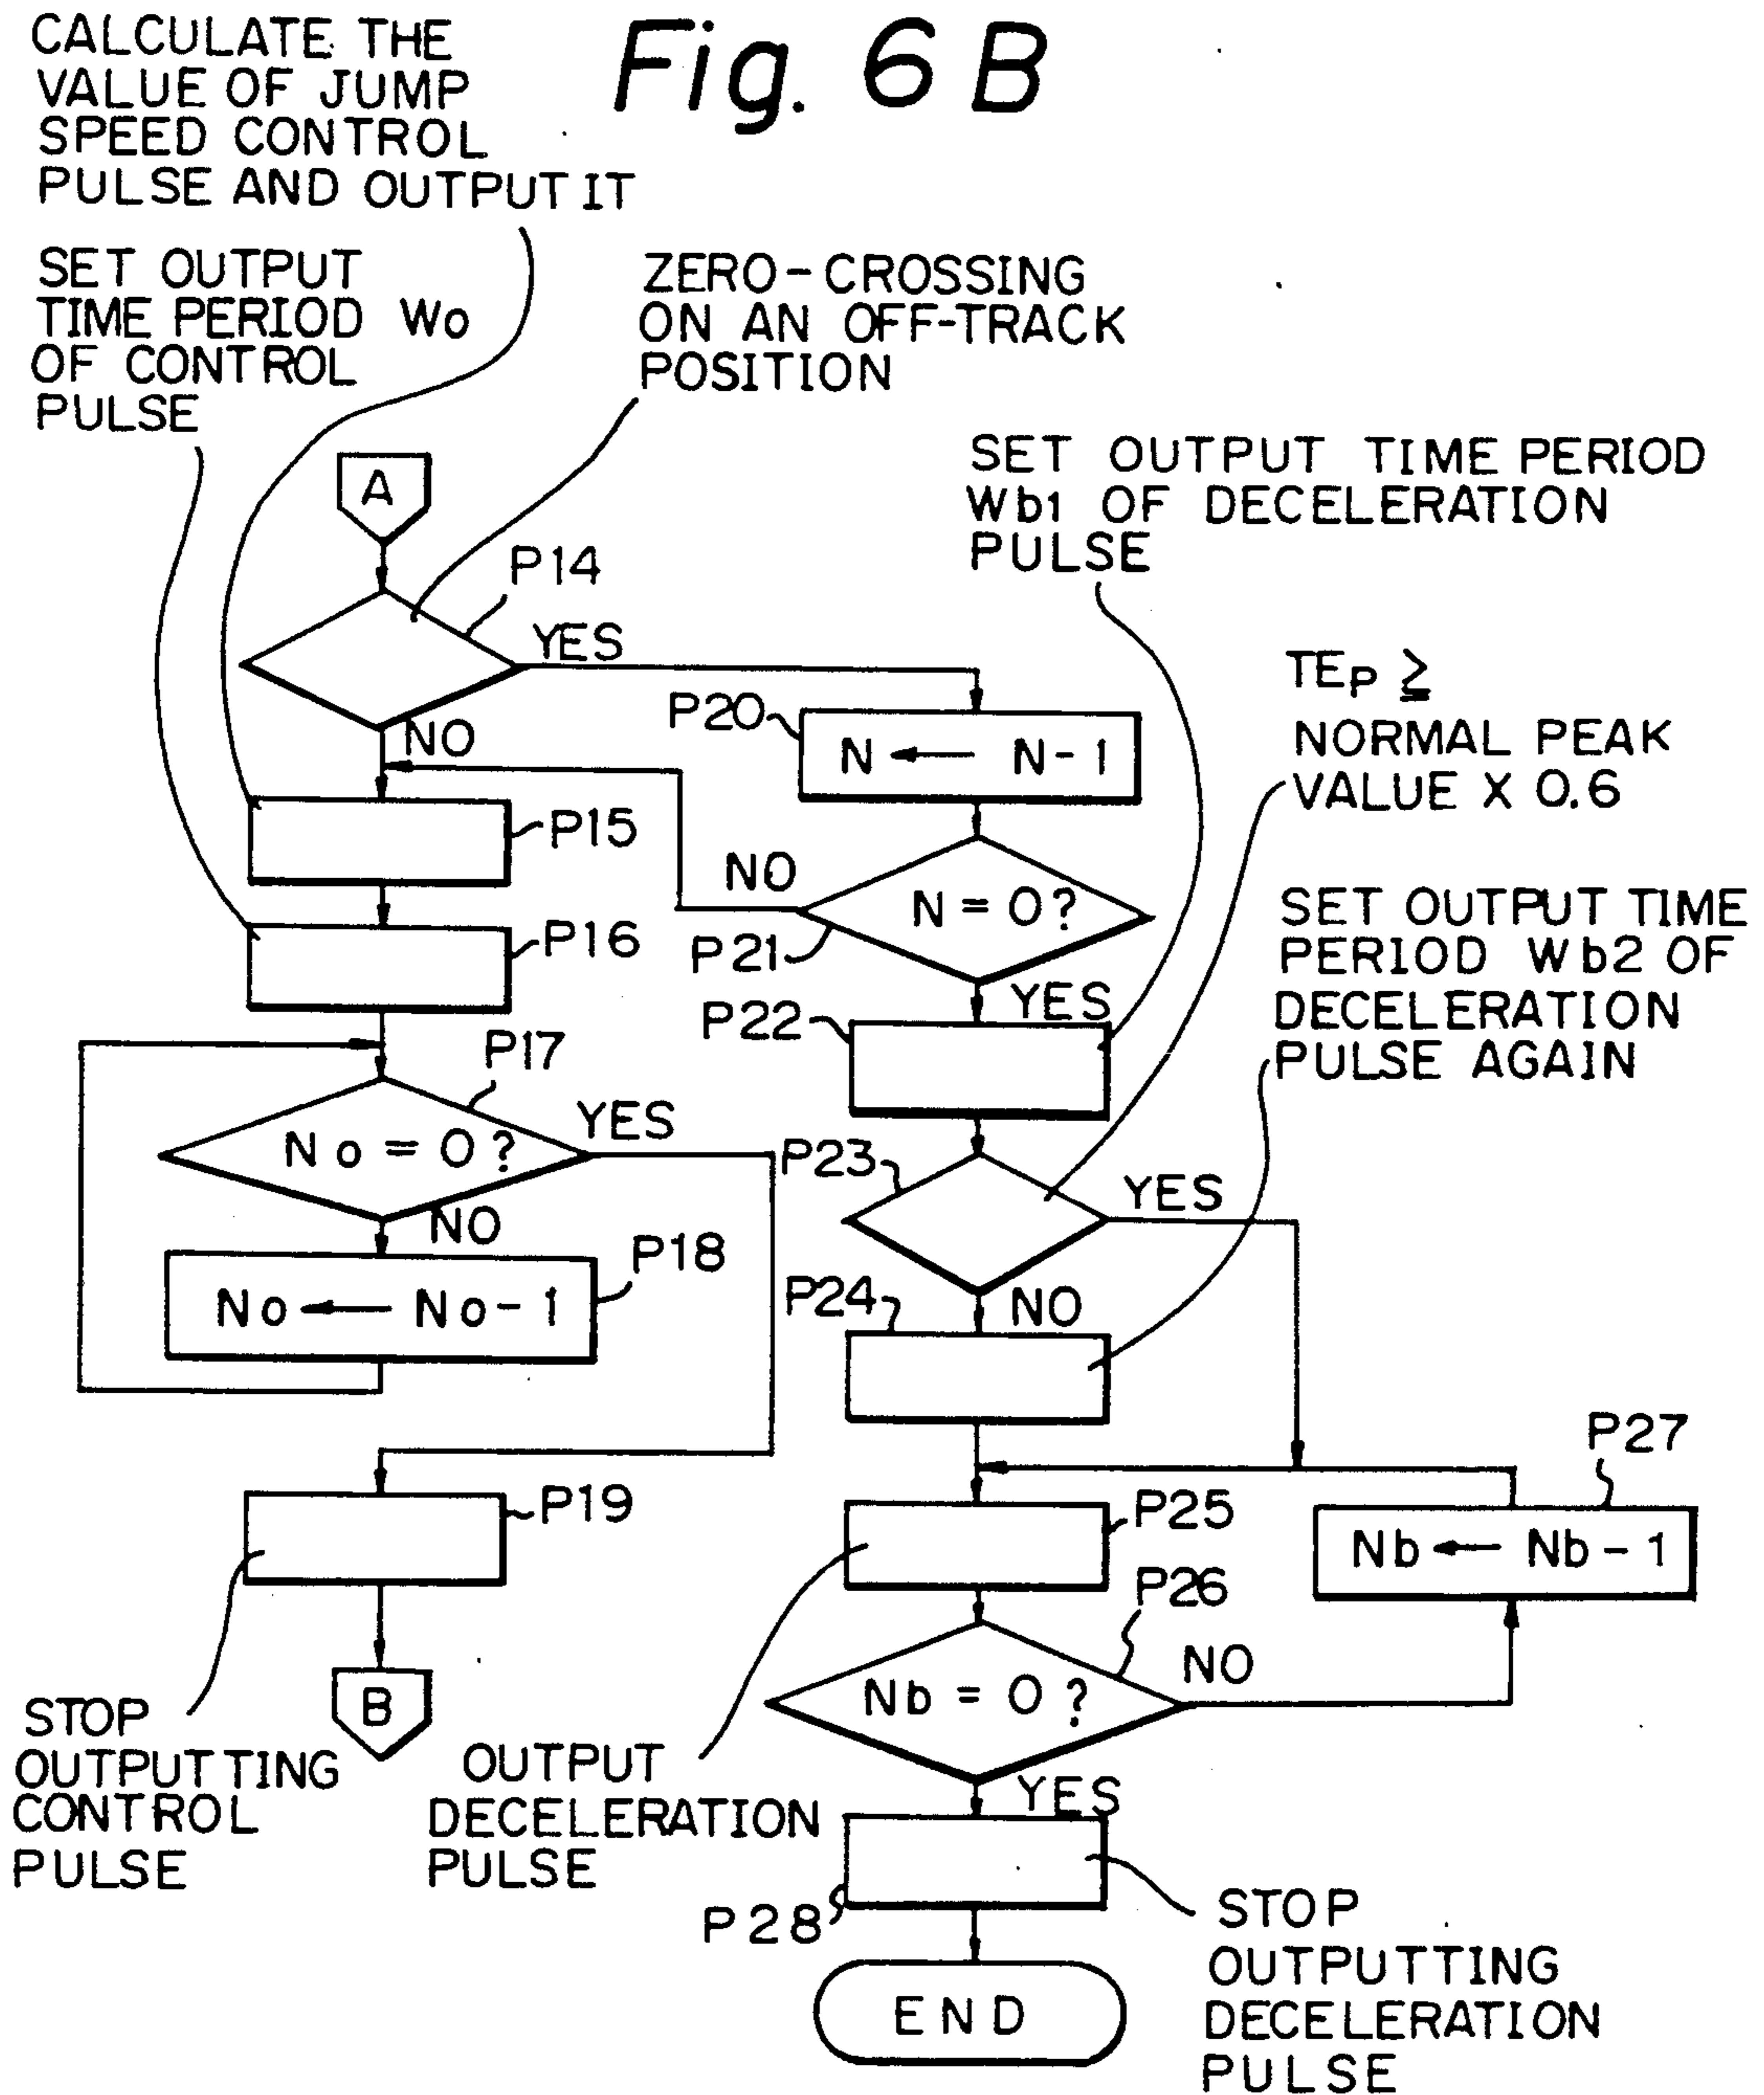 Fig. 6 B
CALCULATE THE
VALUE OF JUMP
SPEED CONTROL
PULSE AND OUTPUT IT
SET OUTPUT
TIME PERIOD Wo
OF CONTROL
PULSE
ZERO-CROSSING
ON AN OFF-TRACK
POSITION
SET OUTPUT TIME PERIOD
Wb1 OF DECELERATION
PULSE
A
P14
YES
NO
TEP ≧
NORMAL PEAK
VALUE X 0.6
P20
N ← N-1
P15
NO
N = 0?
P21
YES
P16
SET OUTPUT TIME
PERIOD Wb2 OF
DECELERATION
PULSE AGAIN
P22
P17
No = 0?
YES
NO
P23
YES
NO
P18
No ← No-1
P24
P27
Nb ← Nb-1
P19
P25
P26
Nb = 0?
NO
YES
B
STOP
OUTPUTTING
CONTROL
PULSE
OUTPUT
DECELERATION
PULSE
P28
STOP
OUTPUTTING
DECELERATION
PULSE
END